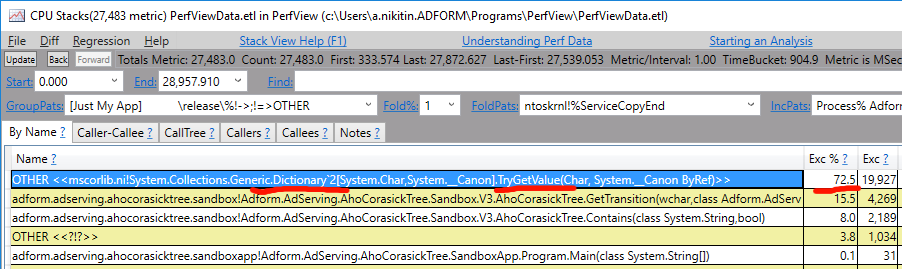 CPU Stacks(27,483 metric) PerfViewData.etl in PerfView (c:\Users\a.nikitin.ADFORM\Programs\PerfView\PerfViewData.etl)
File Diff Regression Help Stack View Help (F1) Understanding Perf Data Starting an Analysis
Update Back Forward Totals Metric: 27,483.0 Count: 27,483.0 First: 333.574 Last: 27,872.627 Last-First: 27,539.053 Metric/Interval: 1.00 TimeBucket: 904.9 Metric is MSec
Start: 0.000 End: 28,957.910 Find:
GroupPats: [Just My App] \release\%!->;!=>OTHER Fold%: 1 FoldPats: ntoskrnl!%ServiceCopyEnd IncPats: Process% Adform
By Name ? Caller-Callee ? CallTree ? Callers ? Callees ? Notes ?
Name ? Exc % ? Exc ?
OTHER <<mscorlib.ni!System.Collections.Generic.Dictionary`2[System.Char,System.__Canon].TryGetValue(Char, System.__Canon ByRef)>> 72.5 19,927
adform.adserving.ahocorasicktree.sandbox!Adform.AdServing.AhoCorasickTree.Sandbox.V3.AhoCorasickTree.GetTransition(wchar,class Adform.AdServ 15.5 4,269
adform.adserving.ahocorasicktree.sandbox!Adform.AdServing.AhoCorasickTree.Sandbox.V3.AhoCorasickTree.Contains(class System.String,bool) 8.0 2,189
OTHER <<?!?>> 3.8 1,034
adform.adserving.ahocorasicktree.sandboxapp!Adform.AdServing.AhoCorasickTree.SandboxApp.Program.Main(class System.String[]) 0.1 31